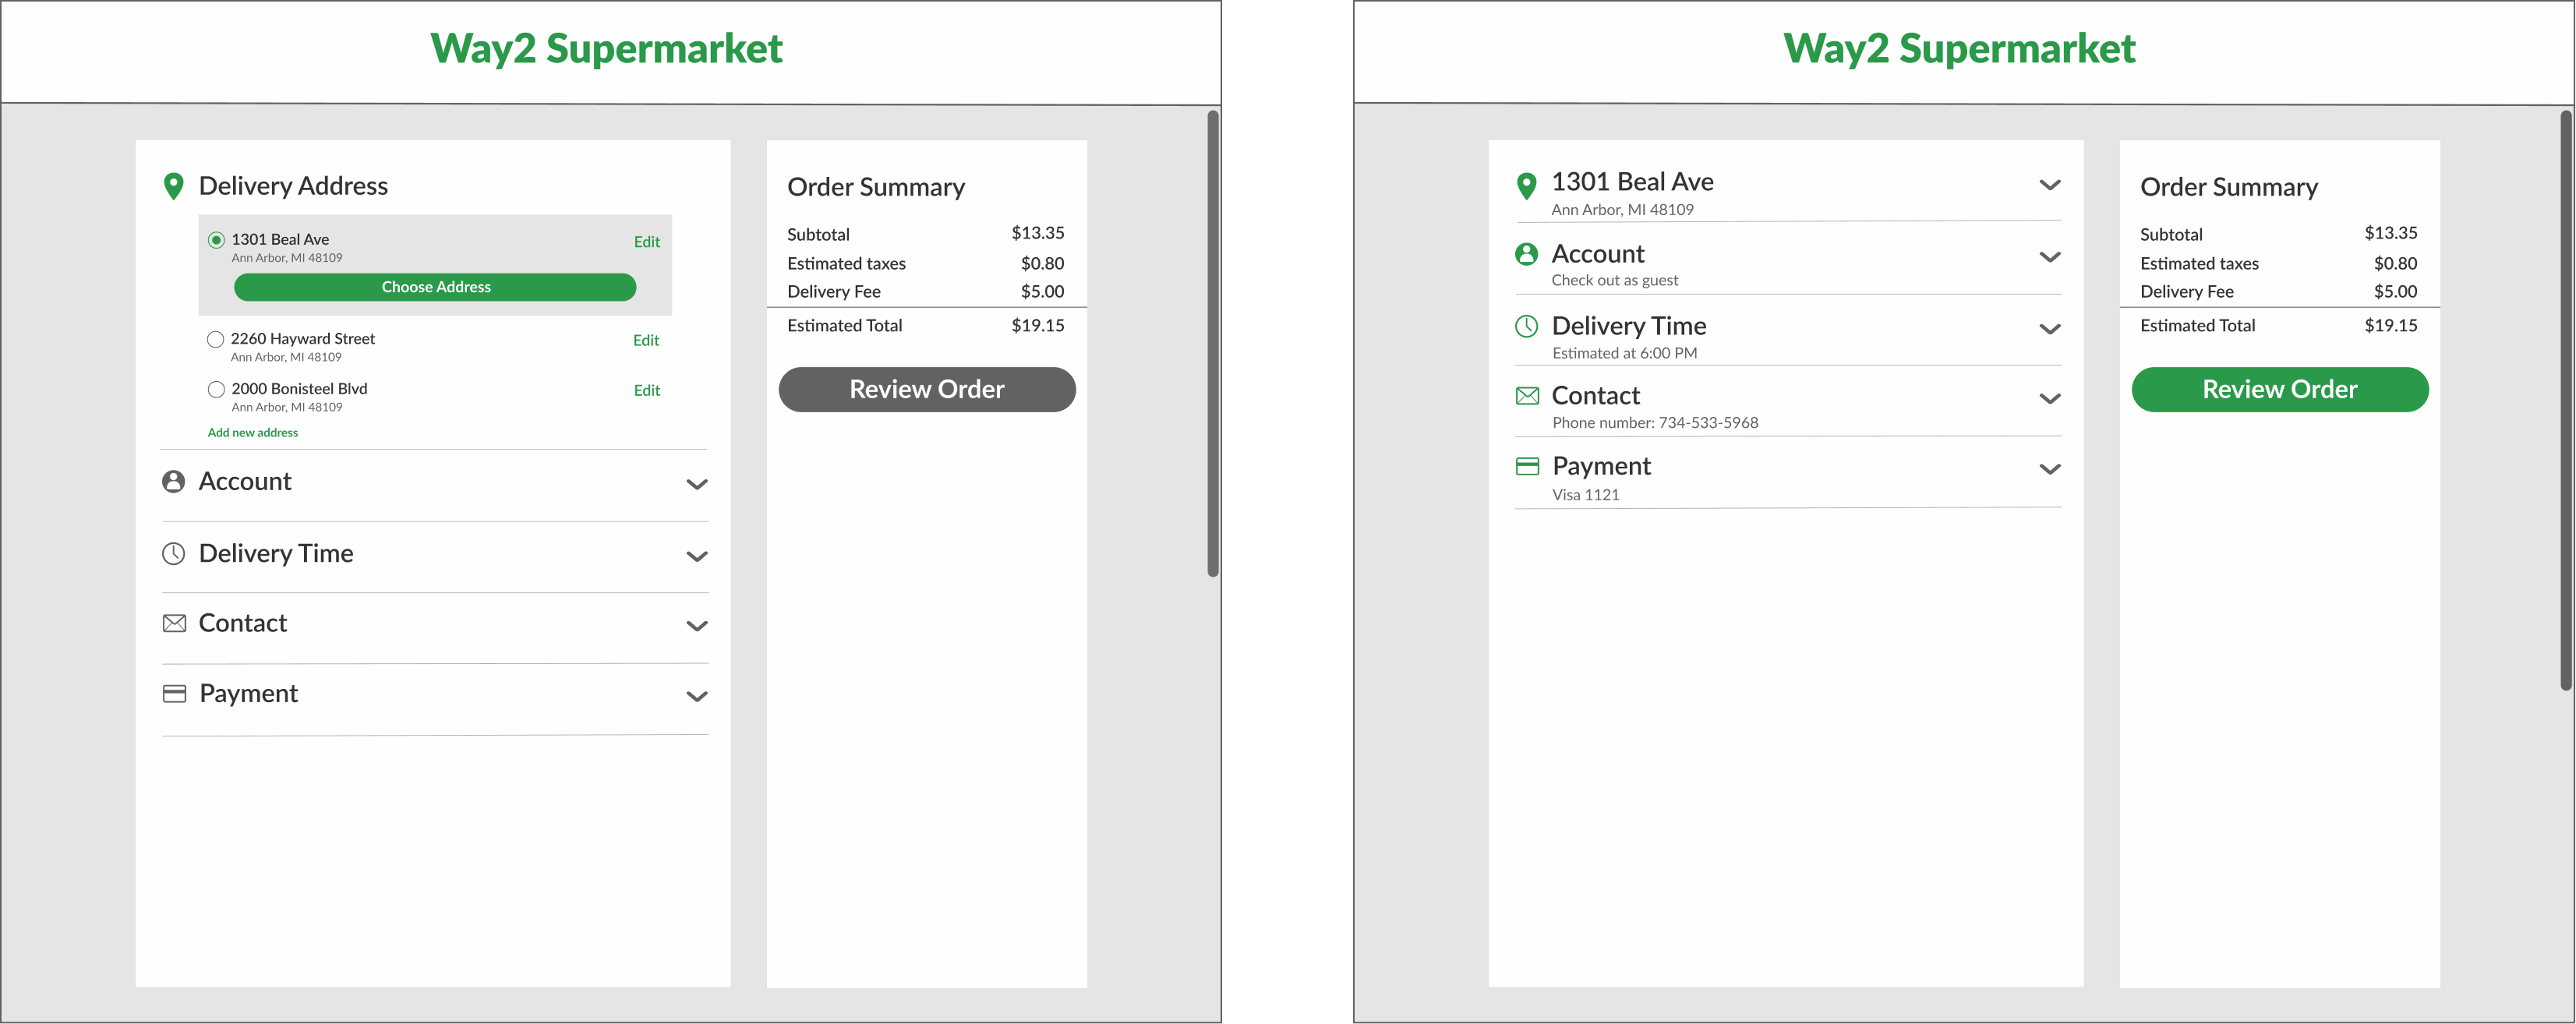 Way2 Supermarket
Delivery Address
1301 Beal Ave
Edit
Ann Arbor, MI 48109
Choose Address
2260 Hayward Street
Edit
Ann Arbor, MI 48109
2000 Bonisteel Blvd
Edit
Ann Arbor, MI 48109
Add new address
Account
Delivery Time
Contact
Payment
Order Summary
Subtotal $13.35
Estimated taxes $0.80
Delivery Fee $5.00
Estimated Total $19.15
Review Order
Way2 Supermarket
1301 Beal Ave
Ann Arbor, MI 48109
Account
Check out as guest
Delivery Time
Estimated at 6:00 PM
Contact
Phone number: 734-533-5968
Payment
Visa 1121
Order Summary
Subtotal $13.35
Estimated taxes $0.80
Delivery Fee $5.00
Estimated Total $19.15
Review Order